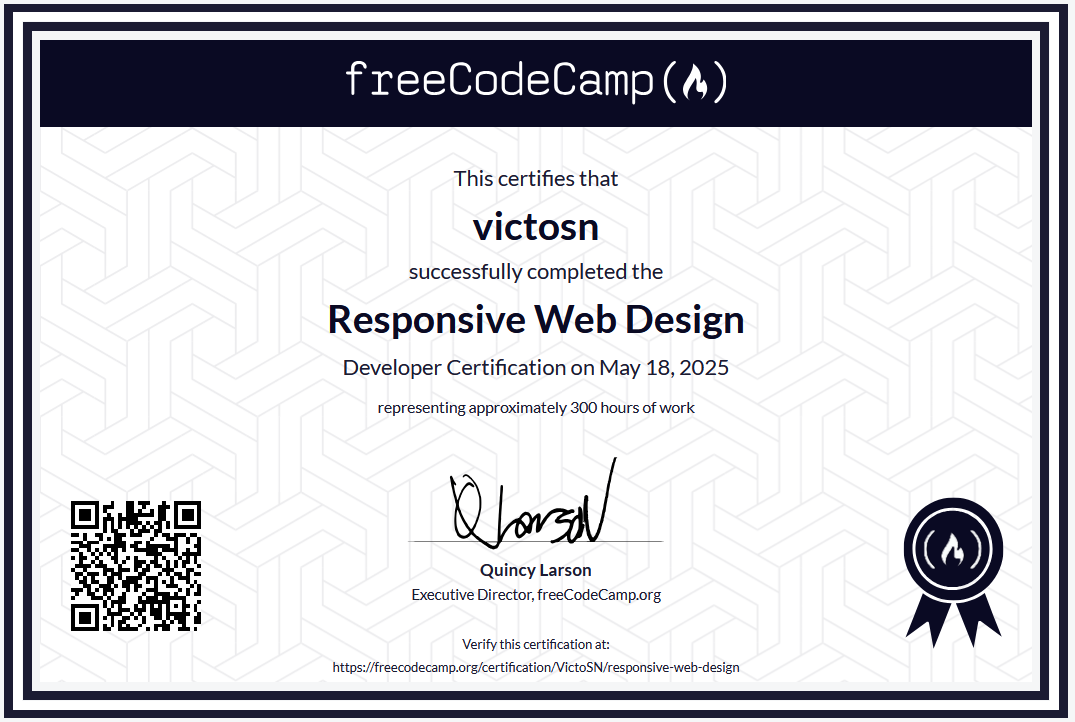 freeCodeCamp
This certifies that
victosn
successfully completed the
Responsive Web Design
Developer Certification on May 18, 2025
representing approximately 300 hours of work
Q Larson
Quincy Larson
Executive Director, freeCodeCamp.org
Verify this certification at:
https://freecodecamp.org/certification/VictoSN/responsive-web-design